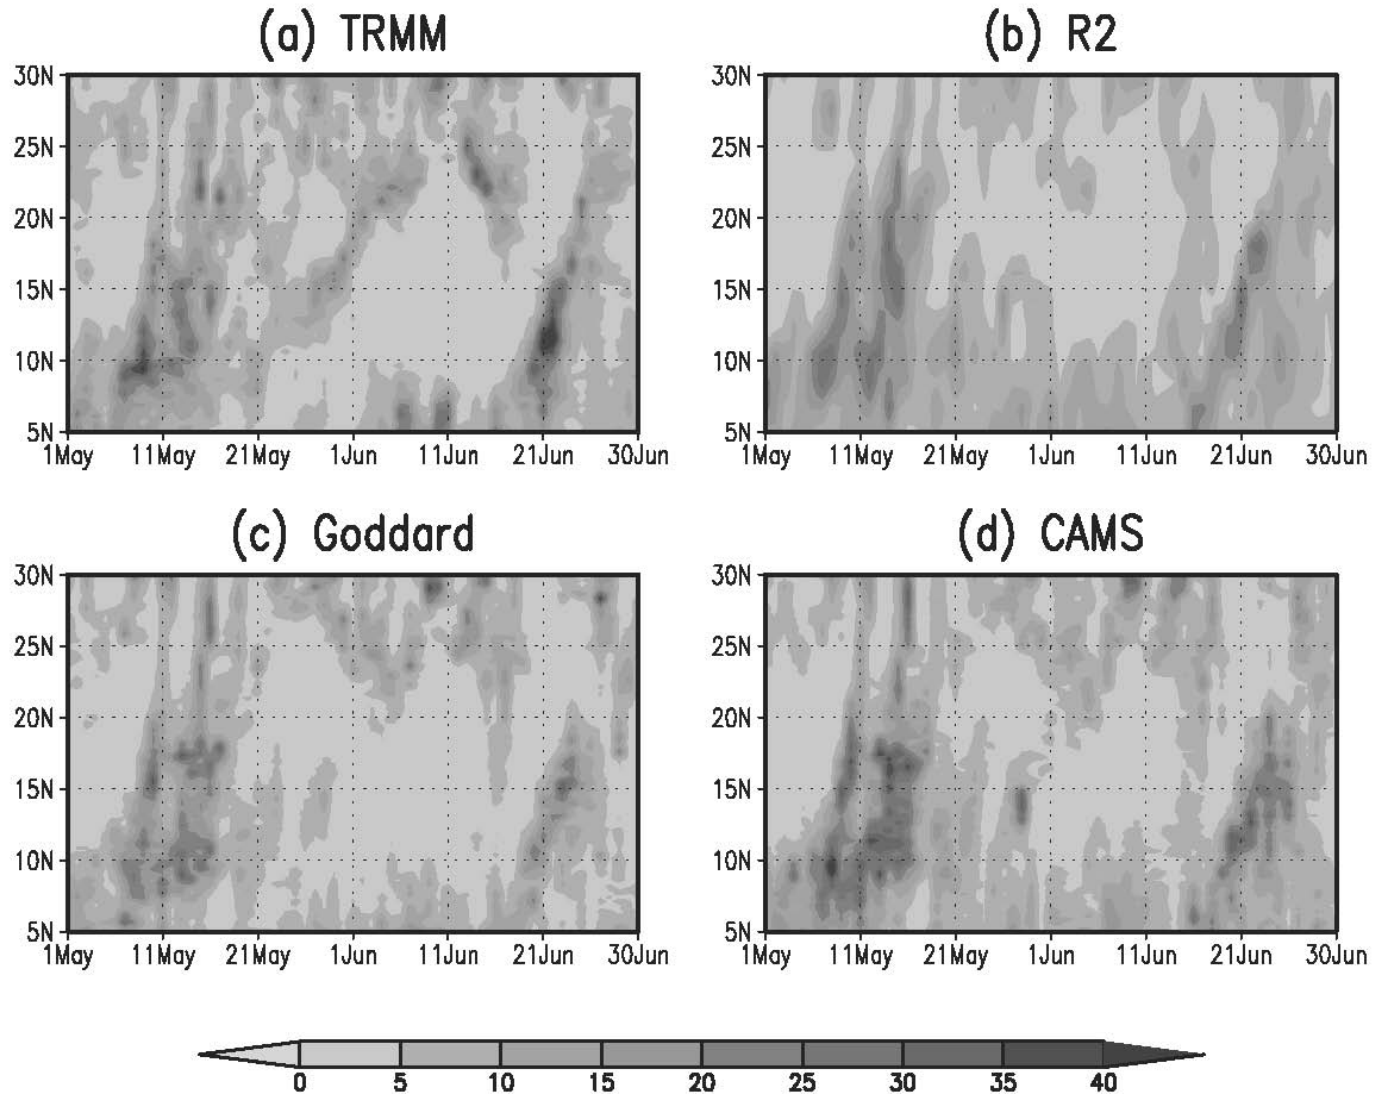 (a) TRMM
(b) R2
30N
25N
20N
15N
10N
5N
1May 11May 21May 1Jun 11Jun 21Jun 30Jun
30N
25N
20N
15N
10N
5N
1May 11May 21May 1Jun 11Jun 21Jun 30Jun
(c) Goddard
(d) CAMS
30N
25N
20N
15N
10N
5N
1May 11May 21May 1Jun 11Jun 21Jun 30Jun
30N
25N
20N
15N
10N
5N
1May 11May 21May 1Jun 11Jun 21Jun 30Jun
0 5 10 15 20 25 30 35 40